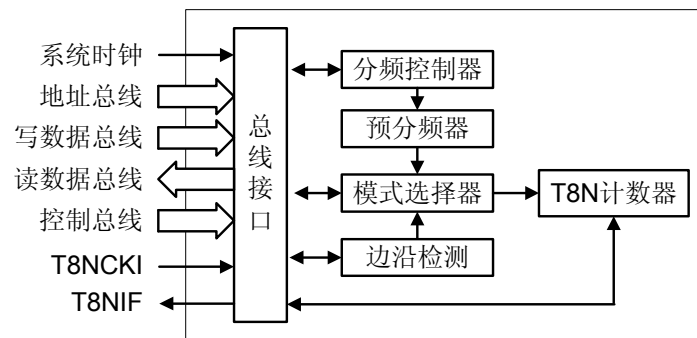 系统时钟
地址总线
写数据总线
读数据总线
控制总线
T8NCKI
T8NIF
总线接口
分频控制器
预分频器
模式选择器
T8N计数器
边沿检测